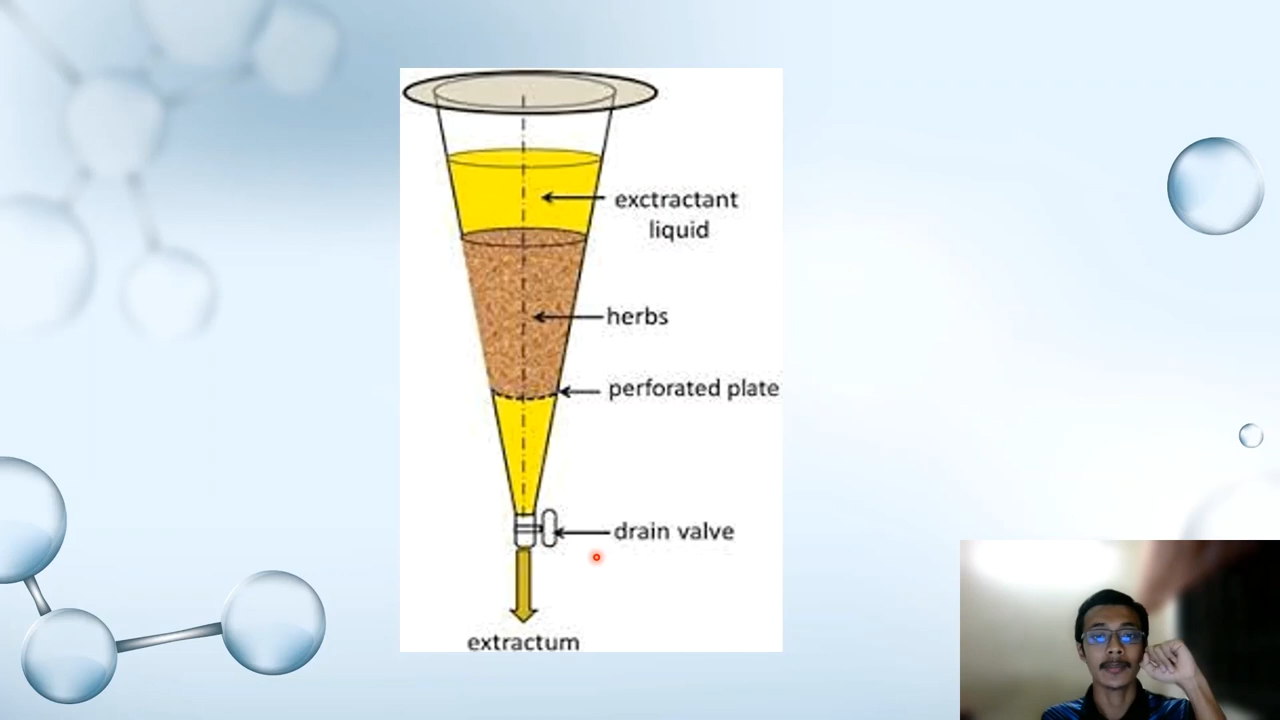 exctractant
liquid
herbs
perforated plate
drain valve
extractum